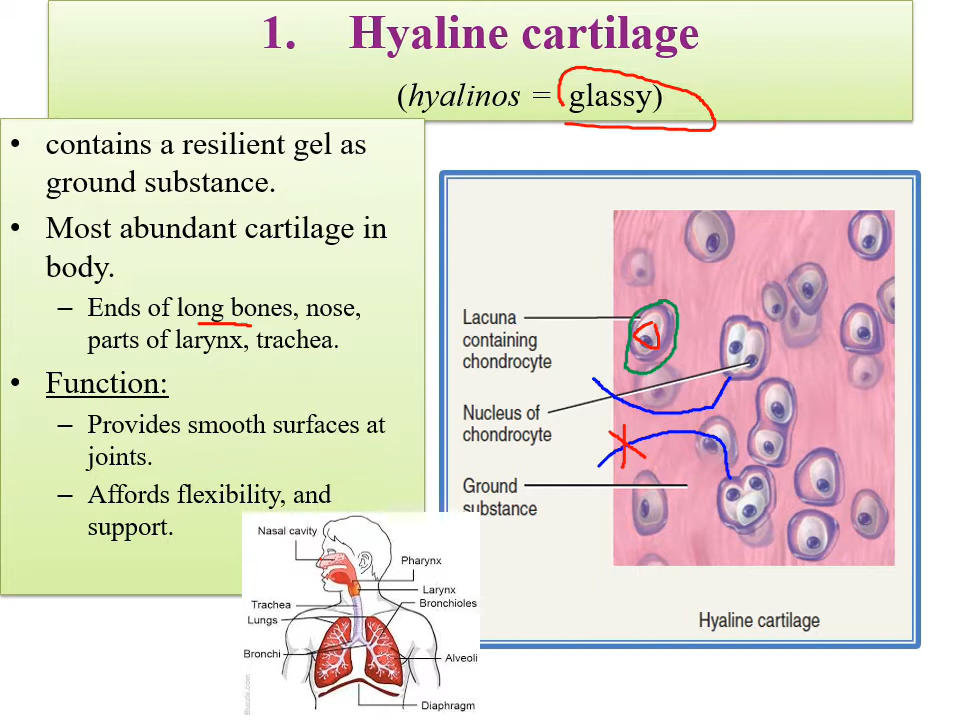 1. Hyaline cartilage
(hyalinos = glassy)
• contains a resilient gel as
ground substance.
• Most abundant cartilage in
body.
– Ends of long bones, nose,
parts of larynx, trachea.
• Function:
– Provides smooth surfaces at
joints.
– Affords flexibility, and
support.
Lacuna
containing
chondrocyte
Nucleus of
chondrocyte
Ground
substance
Hyaline cartilage
Nasal cavity
Pharynx
Larynx
Bronchioles
Trachea
Lungs
Bronchi
Alveoli
Diaphragm